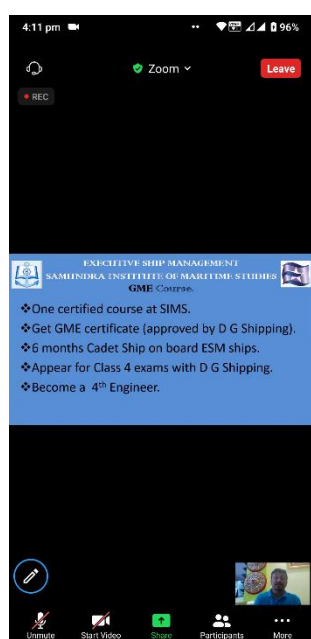 4:11 pm
96%
Zoom
Leave
REC
EXECUTIVE SHIP MANAGEMENT
SAMUNDRA INSTITUTE OF MARITIME STUDIES
GME Course.
❖One certified course at SIMS.
❖Get GME certificate (approved by D G Shipping).
❖6 months Cadet Ship on board ESM ships.
❖Appear for Class 4 exams with D G Shipping.
❖Become a 4th Engineer.
Unmute Start Video Share Participants More